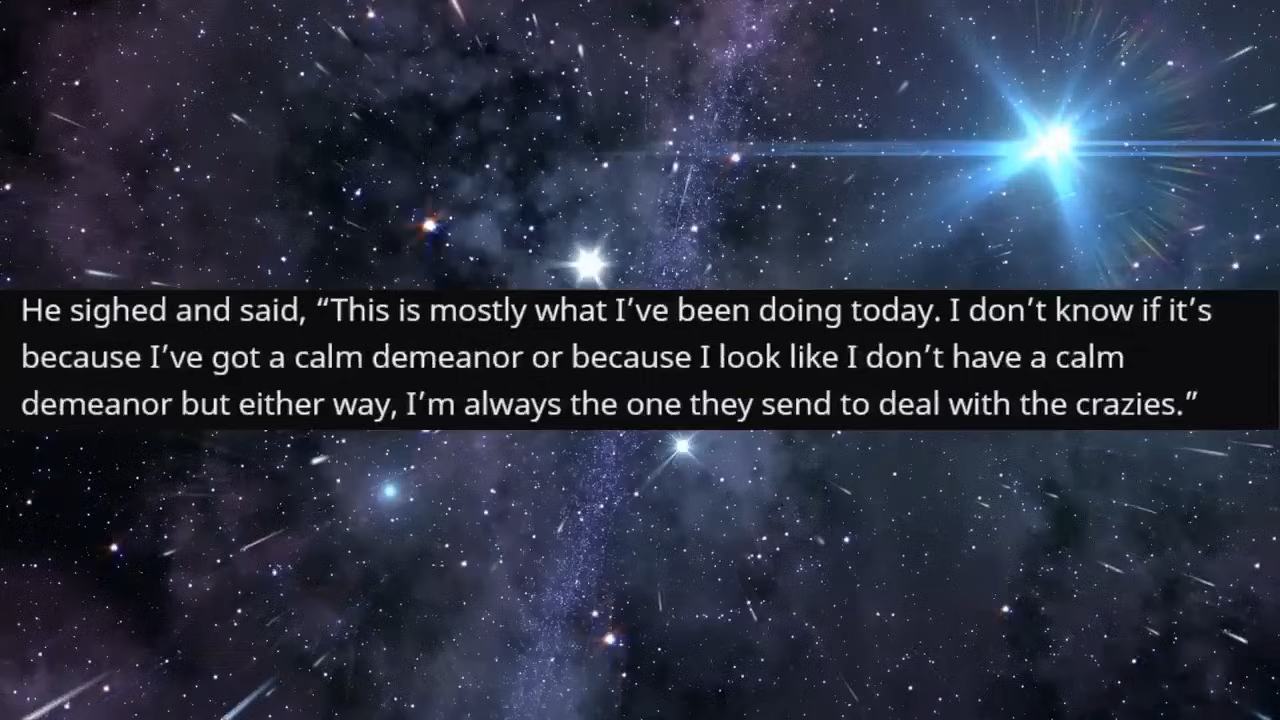 He sighed and said, “This is mostly what I’ve been doing today. I don’t know if it’s
because I’ve got a calm demeanor or because I look like I don’t have a calm
demeanor but either way, I’m always the one they send to deal with the crazies.”